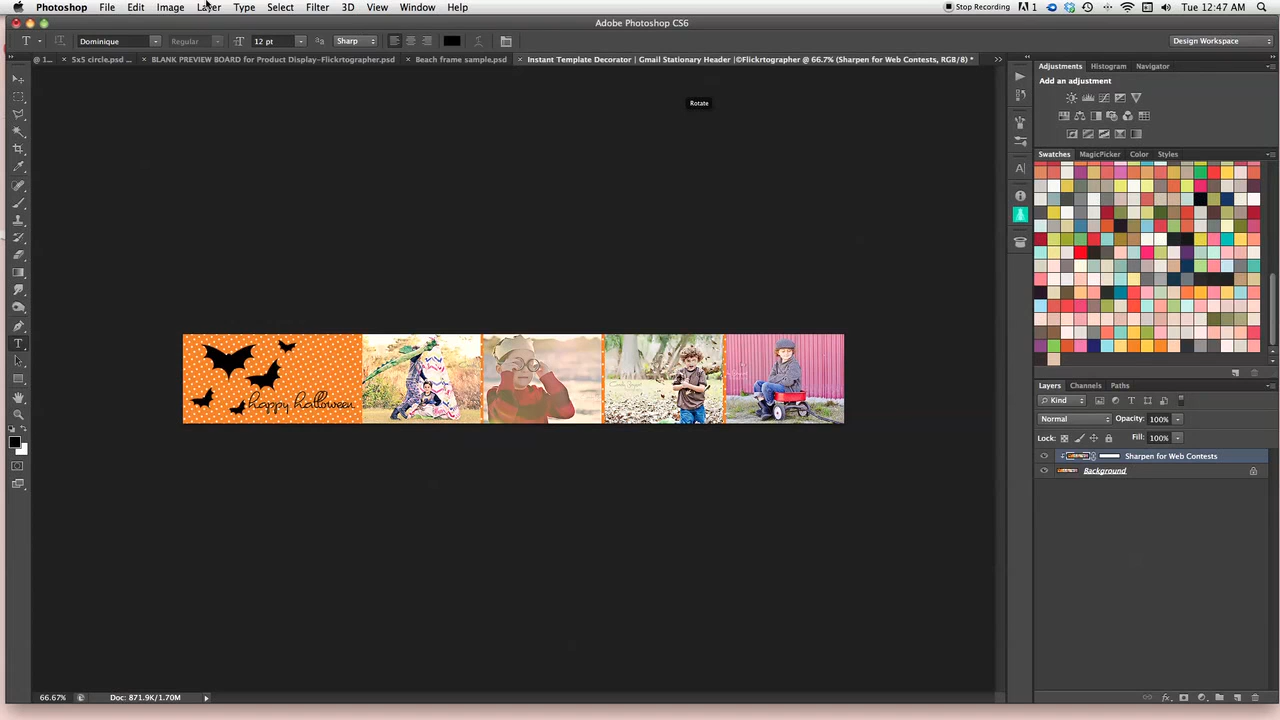 Photoshop File Edit Image Layer Type Select Filter 3D View Window Help Stop Recording 1 Tue 12:47 AM
Adobe Photoshop CS6
Dominique Regular 12 pt Sharp Design Workspace
@ 1... × 5x5 circle.psd ... × BLANK PREVIEW BOARD for Product Display-Flickrtographer.psd × Beach frame sample.psd × Instant Template Decorator | Gmail Stationary Header |©Flickrtographer @ 66.7% (Sharpen for Web Contests, RGB/8) *
Adjustments Histogram Navigator
Add an adjustment
Rotate
Swatches MagicPicker Color Styles
happy halloween
Layers Channels Paths
Kind
Normal Opacity: 100%
Lock: Fill: 100%
Sharpen for Web Contests
Background
66.67% Doc: 871.9K/1.70M